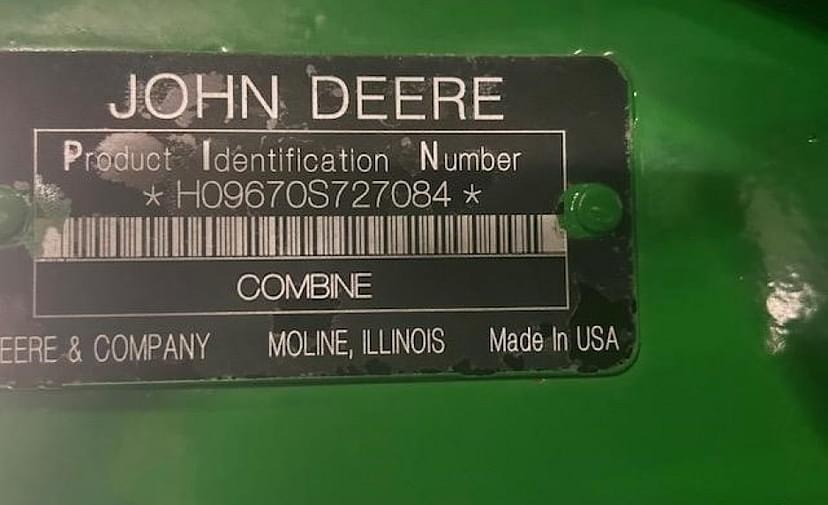 JOHN DEERE
Product Identification Number
* H09670S727084 *
COMBINE
EERE & COMPANY MOLINE, ILLINOIS Made In USA